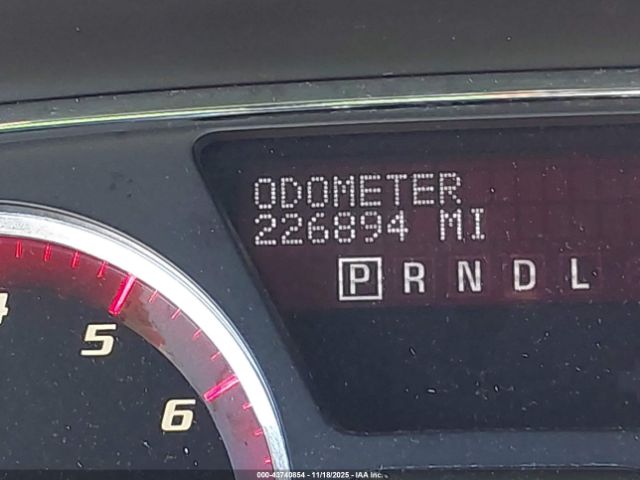 ODOMETER
226894 MI
P R N D L
5
6
000-43740854 - 11/18/2025 - IAA Inc.